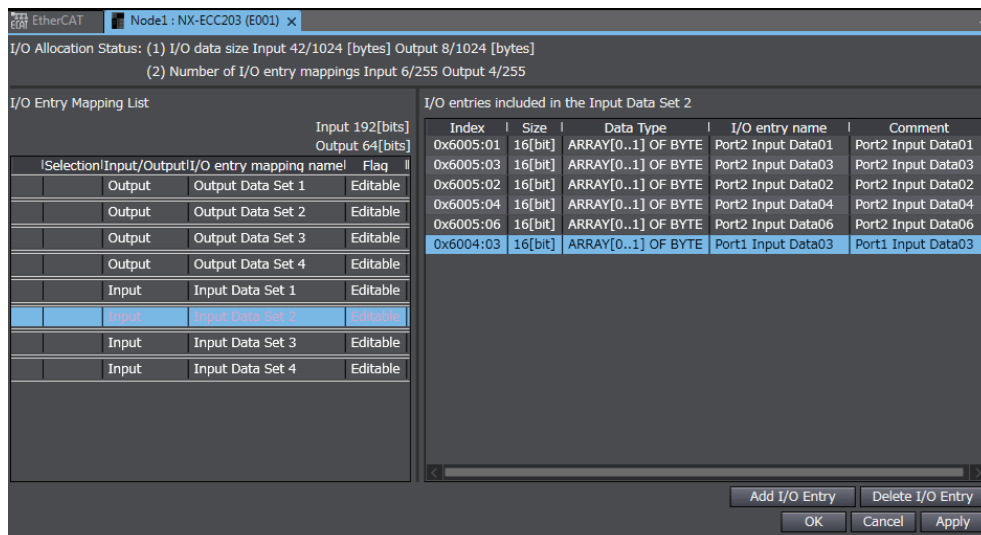 EtherCAT
Node1 : NX-ECC203 (E001) ×
I/O Allocation Status: (1) I/O data size Input 42/1024 [bytes] Output 8/1024 [bytes]
(2) Number of I/O entry mappings Input 6/255 Output 4/255
I/O Entry Mapping List
Input 192[bits]
Output 64[bits]
Selection Input/Output I/O entry mapping name Flag
Output Output Data Set 1 Editable
Output Output Data Set 2 Editable
Output Output Data Set 3 Editable
Output Output Data Set 4 Editable
Input Input Data Set 1 Editable
Input Input Data Set 2 Editable
Input Input Data Set 3 Editable
Input Input Data Set 4 Editable
I/O entries included in the Input Data Set 2
Index Size Data Type I/O entry name Comment
0x6005:01 16[bit] ARRAY[0..1] OF BYTE Port2 Input Data01 Port2 Input Data01
0x6005:03 16[bit] ARRAY[0..1] OF BYTE Port2 Input Data03 Port2 Input Data03
0x6005:02 16[bit] ARRAY[0..1] OF BYTE Port2 Input Data02 Port2 Input Data02
0x6005:04 16[bit] ARRAY[0..1] OF BYTE Port2 Input Data04 Port2 Input Data04
0x6005:06 16[bit] ARRAY[0..1] OF BYTE Port2 Input Data06 Port2 Input Data06
0x6004:03 16[bit] ARRAY[0..1] OF BYTE Port1 Input Data03 Port1 Input Data03
Add I/O Entry Delete I/O Entry
OK Cancel Apply